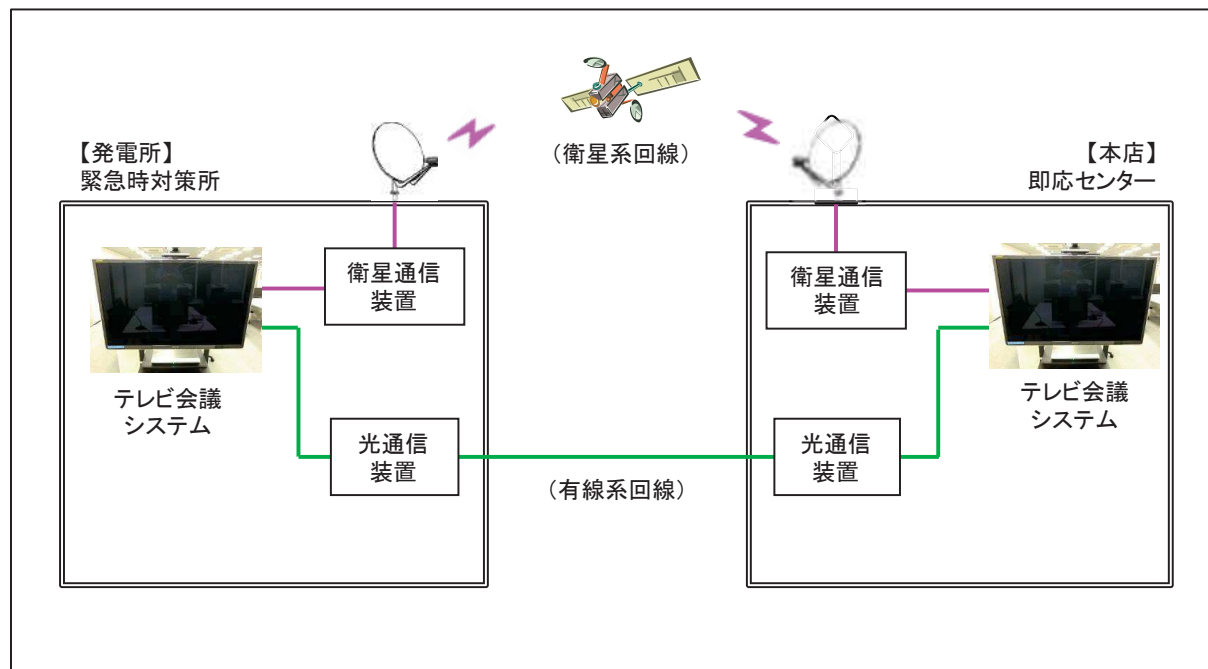 (衛星系回線)
【発電所】
緊急時対策所
【本店】
即応センター
衛星通信
装置
衛星通信
装置
テレビ会議
システム
テレビ会議
システム
光通信
装置
光通信
装置
(有線系回線)